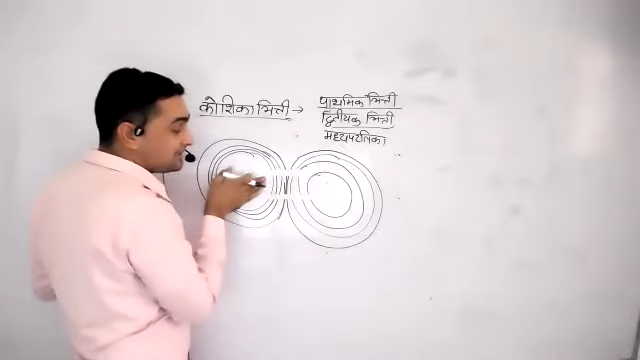 कोशिका भित्ती → प्राथमिक भित्ती
द्वितीयक भित्ती
मध्यपटलिका